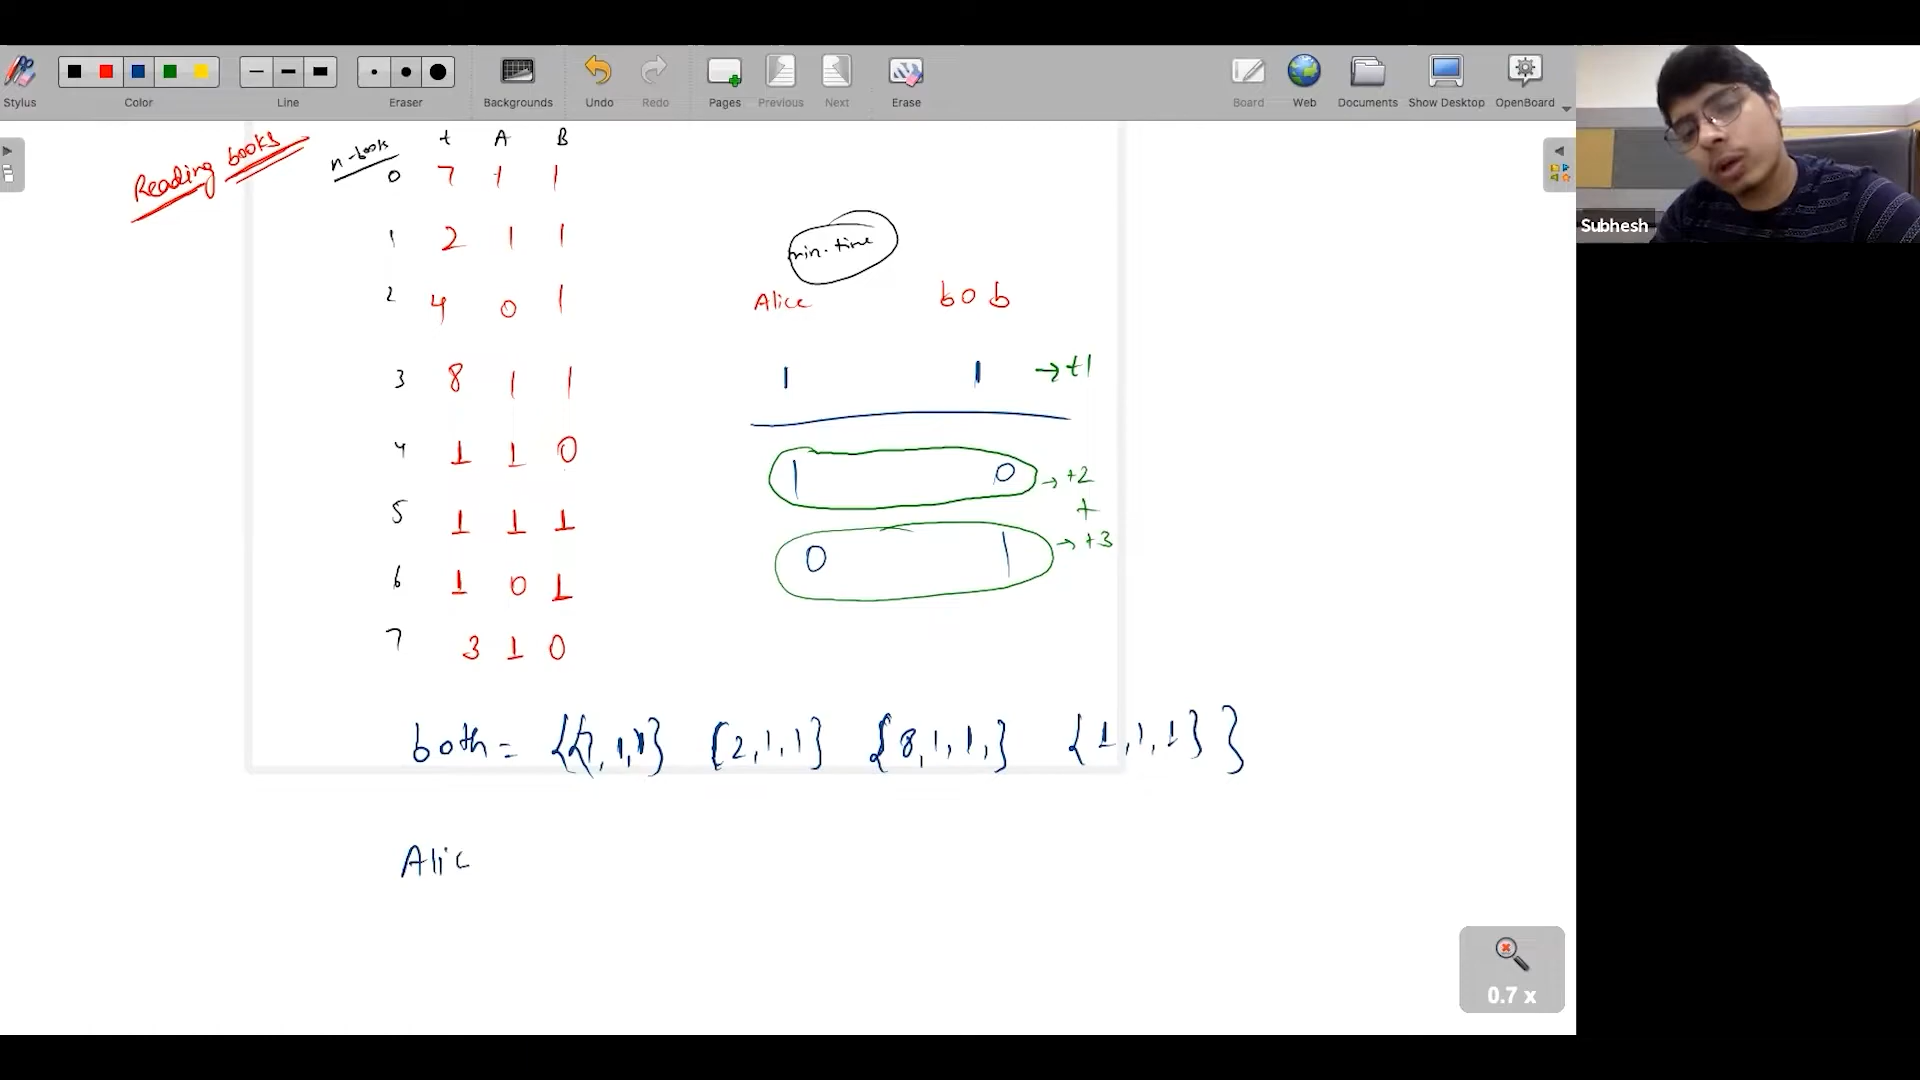 Stylus Color Line Eraser Backgrounds Undo Redo Pages Previous Next Erase Board Web Documents Show Desktop OpenBoard
Reading books
n-books t A B
0 7 1 1
1 2 1 1
2 4 0 1
3 8 1 1
4 1 1 0
5 1 1 1
6 1 0 1
7 3 1 0
min. time
Alice bob
1 1 → t1
1 0 → +2
+
0 1 → +3
both = {{7, 1, 1} {2, 1, 1} {8, 1, 1, } {1, 1, 1} }
Alic
Subhesh
0.7 x